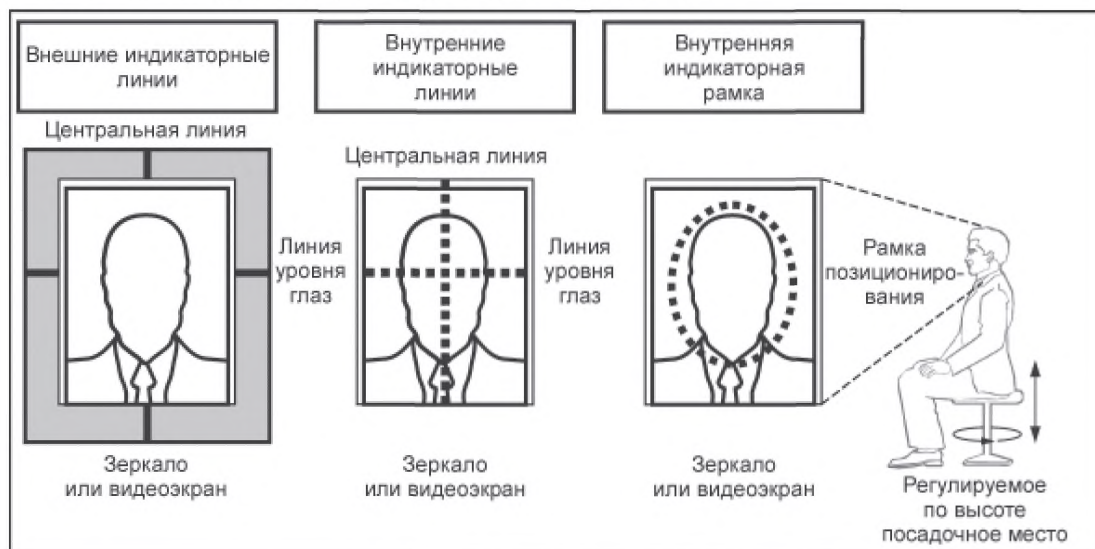 Внешние индикаторные
линии
Внутренние
индикаторные
линии
Внутренняя
индикаторная
рамка
Центральная линия
Центральная линия
Линия
уровня
глаз
Линия
уровня
глаз
Рамка
позициониро-
вания
Зеркало
или видеоэкран
Зеркало
или видеоэкран
Зеркало
или видеоэкран
Регулируемое
по высоте
посадочное место